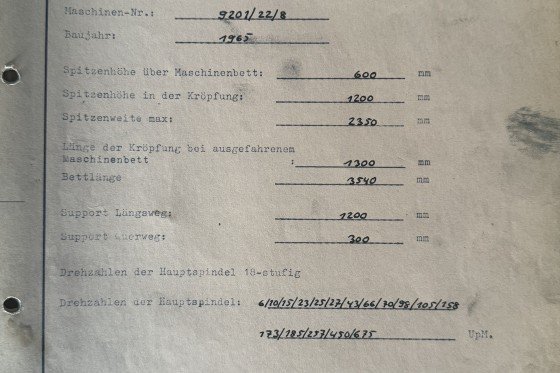 Maschinen-Nr.: 9201/22/8
Baujahr: 1965
Spitzenhöhe über Maschinenbett: 600 mm
Spitzenhöhe in der Kröpfung: 1200 mm
Spitzenweite max: 2350 mm
Länge der Kröpfung bei ausgefahrenem
Maschinenbett : 1300 mm
Bettlänge 3540 mm
Support Längsweg: 1200 mm
Support Querweg: 300 mm
Drehzahlen der Hauptspindel 18-stufig
Drehzahlen der Hauptspindel: 6/10/15/23/25/27/43/66/70/98/105/158
173/185/257/450/675 UpM.